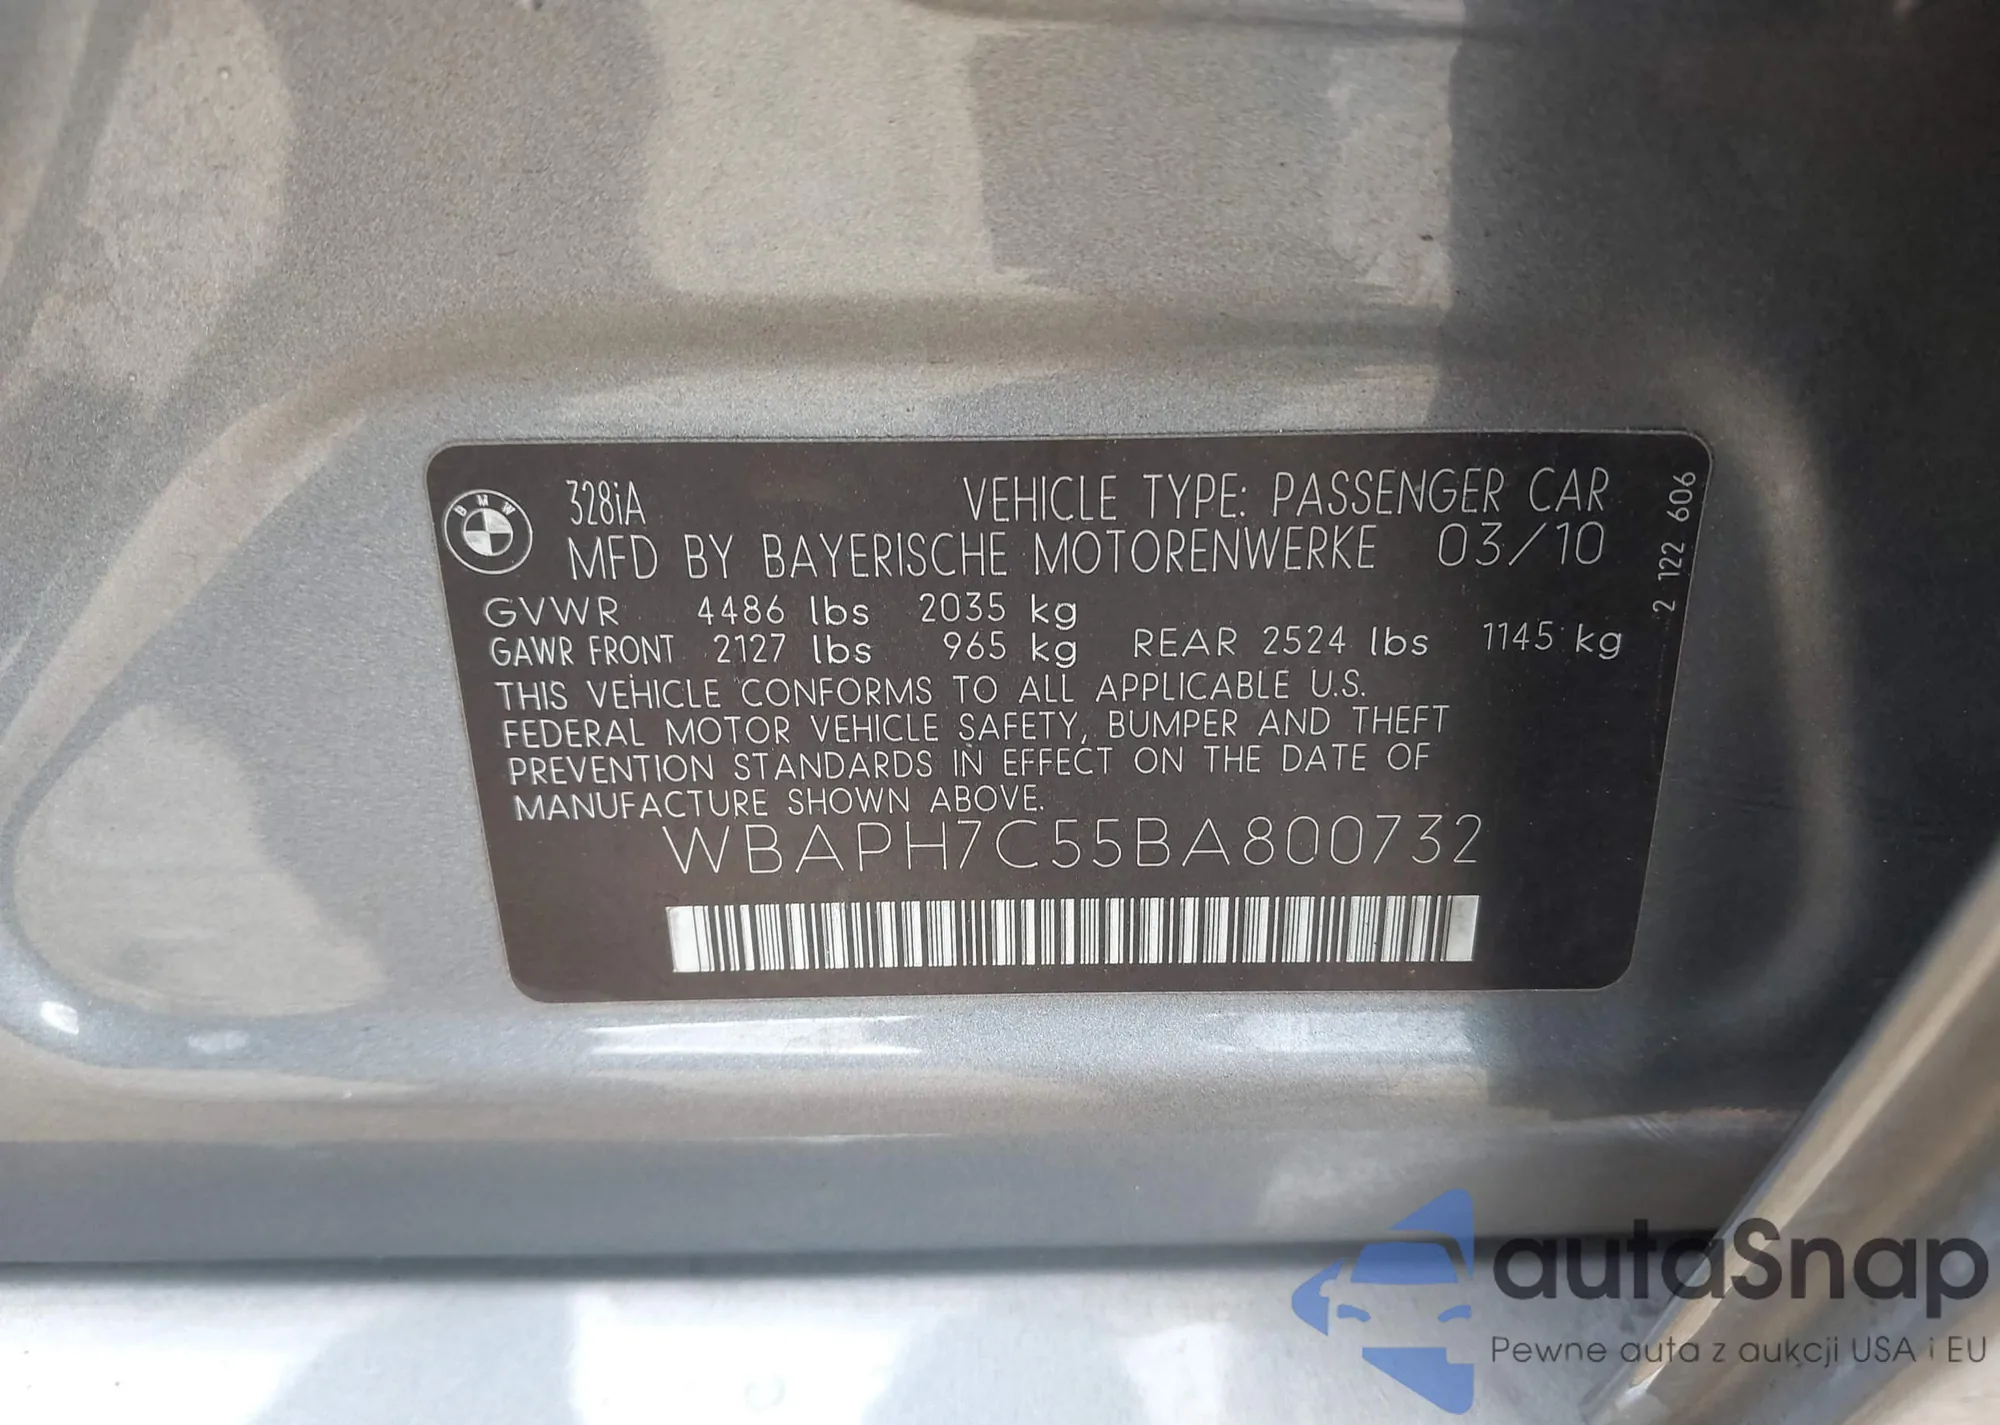 BMW
328iA VEHICLE TYPE: PASSENGER CAR
MFD BY BAYERISCHE MOTORENWERKE 03/10
2 122 606
GVWR 4486 lbs 2035 kg
GAWR FRONT 2127 lbs 965 kg REAR 2524 lbs 1145 kg
THIS VEHICLE CONFORMS TO ALL APPLICABLE U.S.
FEDERAL MOTOR VEHICLE SAFETY, BUMPER AND THEFT
PREVENTION STANDARDS IN EFFECT ON THE DATE OF
MANUFACTURE SHOWN ABOVE.
WBAPH7C55BA800732
autaSnap
Pewne auta z aukcji USA i EU